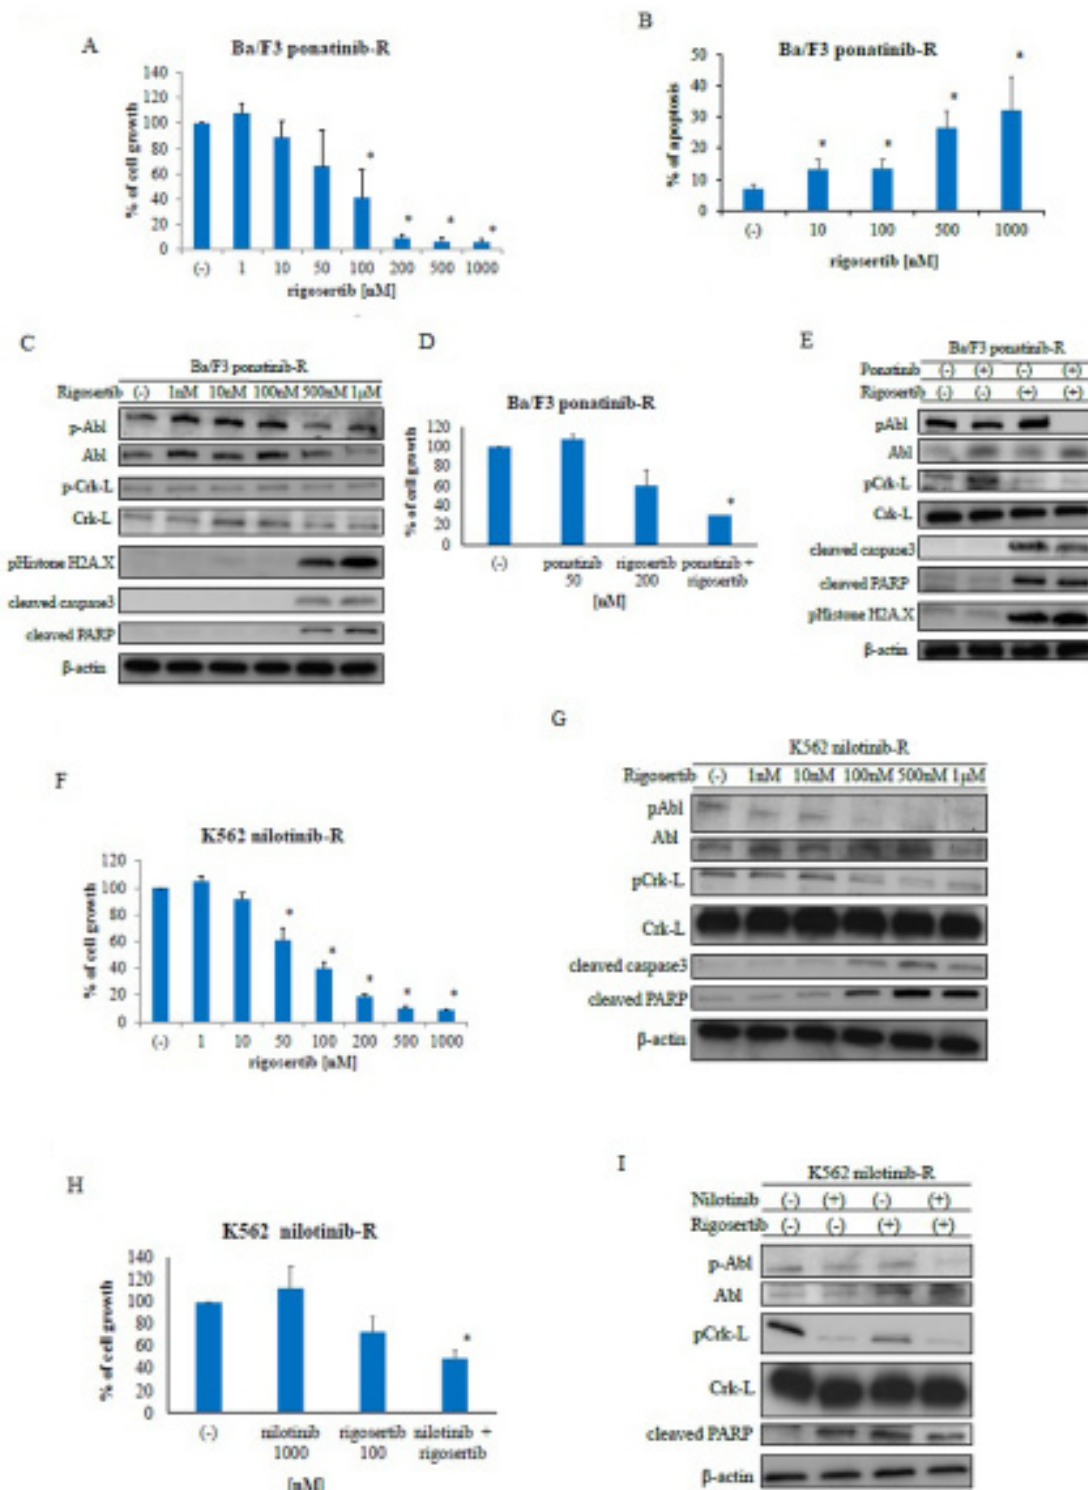 A
Ba/F3 ponatinib-R
% of cell growth
140
120
100
80
60
40
20
0
*
*
*
*
(-) 1 10 50 100 200 500 1000
rigosertib [nM]
B
Ba/F3 ponatinib-R
% of apoptosis
50
40
30
20
10
0
*
*
*
*
(-) 10 100 500 1000
rigosertib [nM]
C
Ba/F3 ponatinib-R
Rigosertib (-) 1nM 10nM 100nM 500nM 1μM
p-Abl
Abl
p-Crk-L
Crk-L
pHistone H2A.X
cleaved caspase3
cleaved PARP
β-actin
D
Ba/F3 ponatinib-R
% of cell growth
120
100
80
60
40
20
0
*
(-) ponatinib rigosertib ponatinib +
50 200 rigosertib
[nM]
E
Ba/F3 ponatinib-R
Ponatinib (-) (+) (-) (+)
Rigosertib (-) (-) (+) (+)
pAbl
Abl
pCrk-L
Crk-L
cleaved caspase3
cleaved PARP
pHistone H2A.X
β-actin
F
K562 nilotinib-R
% of cell growth
120
100
80
60
40
20
0
*
*
*
*
*
(-) 1 10 50 100 200 500 1000
rigosertib [nM]
G
K562 nilotinib-R
Rigosertib (-) 1nM 10nM 100nM 500nM 1μM
pAbl
Abl
pCrk-L
Crk-L
cleaved caspase3
cleaved PARP
β-actin
H
K562 nilotinib-R
% of cell growth
140
120
100
80
60
40
20
0
*
(-) nilotinib rigosertib nilotinib +
1000 100 rigosertib
[nM]
I
K562 nilotinib-R
Nilotinib (-) (+) (-) (+)
Rigosertib (-) (-) (+) (+)
p-Abl
Abl
pCrk-L
Crk-L
cleaved PARP
β-actin